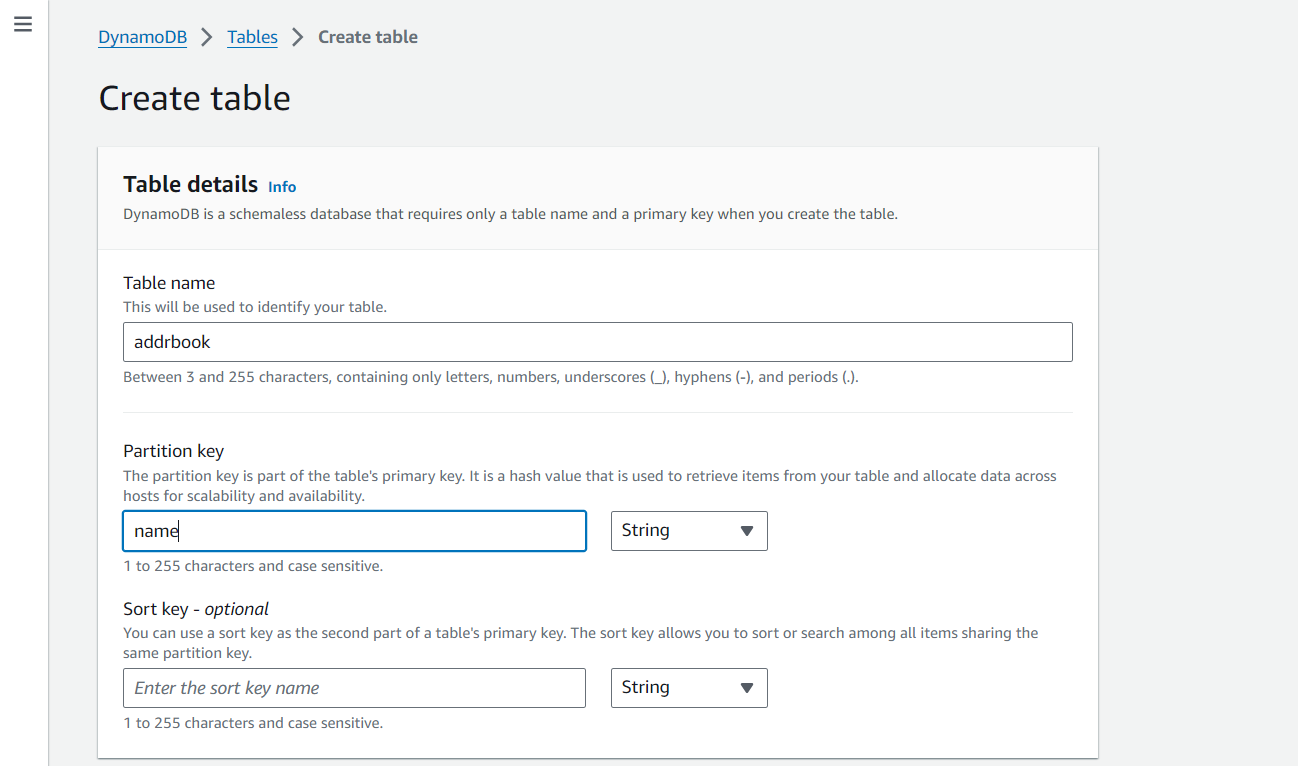 DynamoDB > Tables > Create table
Create table
Table details Info
DynamoDB is a schemaless database that requires only a table name and a primary key when you create the table.
Table name
This will be used to identify your table.
addrbook
Between 3 and 255 characters, containing only letters, numbers, underscores (_), hyphens (-), and periods (.).
Partition key
The partition key is part of the table's primary key. It is a hash value that is used to retrieve items from your table and allocate data across
hosts for scalability and availability.
name String
1 to 255 characters and case sensitive.
Sort key - optional
You can use a sort key as the second part of a table's primary key. The sort key allows you to sort or search among all items sharing the
same partition key.
Enter the sort key name String
1 to 255 characters and case sensitive.